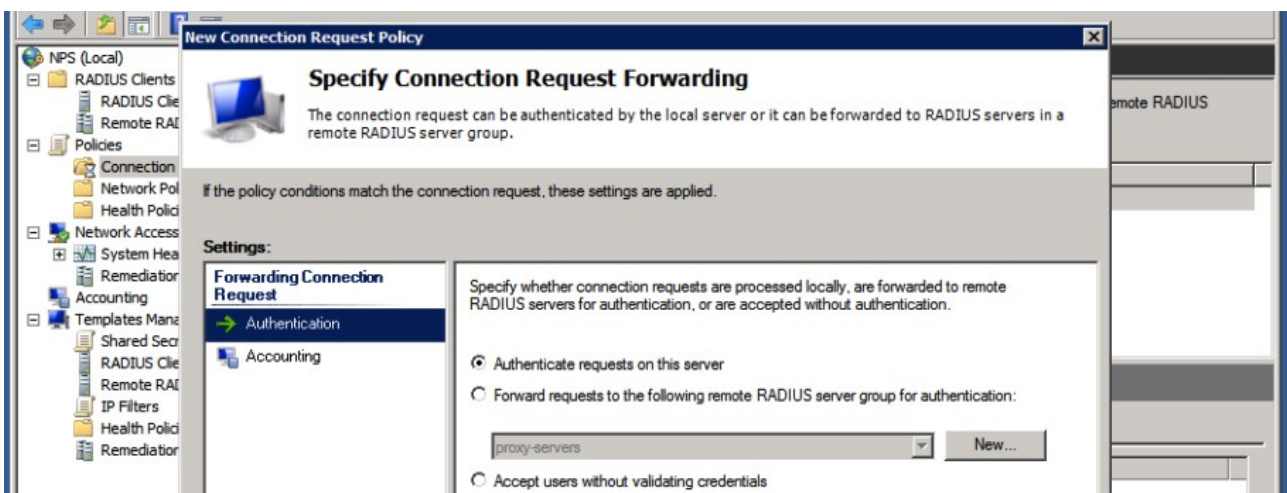 New Connection Request Policy
NPS (Local)
RADIUS Clients
RADIUS Clie
Remote RAD
Policies
Connection
Network Pol
Health Polici
Network Access
System Hea
Remediation
Accounting
Templates Mana
Shared Secr
RADIUS Clie
Remote RAD
IP Filters
Health Polici
Remediation
Specify Connection Request Forwarding
The connection request can be authenticated by the local server or it can be forwarded to RADIUS servers in a
remote RADIUS server group.
If the policy conditions match the connection request, these settings are applied.
Settings:
Forwarding Connection
Request
Authentication
Accounting
Specify whether connection requests are processed locally, are forwarded to remote
RADIUS servers for authentication, or are accepted without authentication.
Authenticate requests on this server
Forward requests to the following remote RADIUS server group for authentication:
proxy-servers
New...
Accept users without validating credentials
emote RADIUS